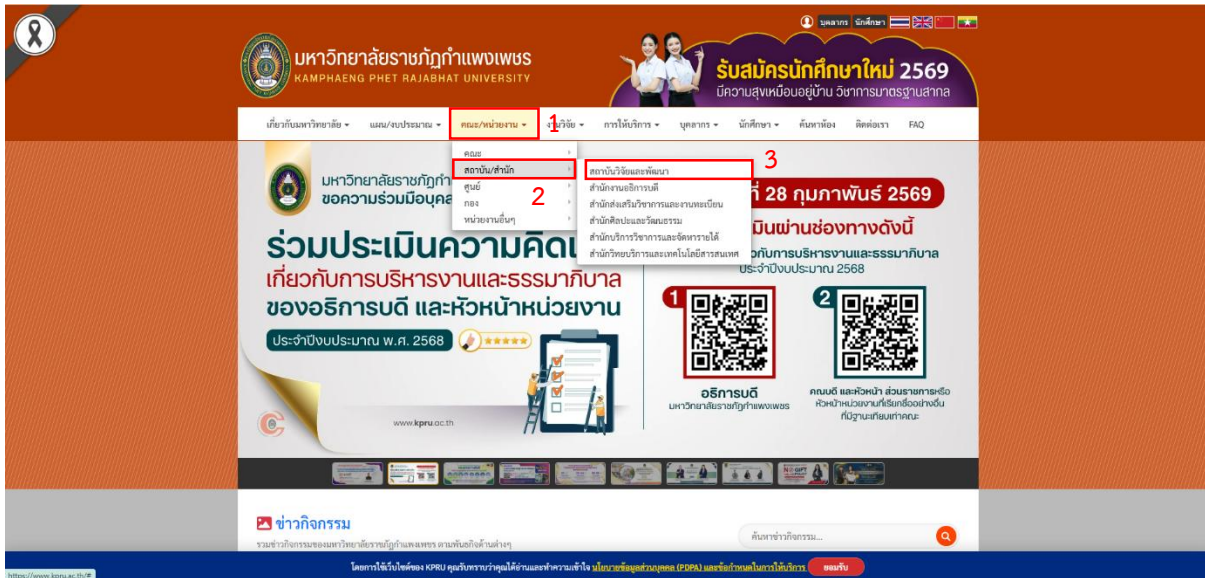 บุคลากร นักศึกษา
มหาวิทยาลัยราชภัฏกำแพงเพชร
KAMPHAENG PHET RAJABHAT UNIVERSITY
รับสมัครนักศึกษาใหม่ 2569
มีความสุขเหมือนอยู่บ้าน วิชาการมาตรฐานสากล
เกี่ยวกับมหาวิทยาลัย แผน/งบประมาณ คณะ/หน่วยงาน 1 งานวิจัย การให้บริการ บุคลากร นักศึกษา ค้นหาห้อง ติดต่อเรา FAQ
คณะ
สถาบัน/สำนัก
ศูนย์
กอง
หน่วยงานอื่นๆ
2
3
สถาบันวิจัยและพัฒนา
สำนักงานอธิการบดี
สำนักส่งเสริมวิชาการและงานทะเบียน
สำนักศิลปะและวัฒนธรรม
สำนักบริการวิชาการและจัดหารายได้
สำนักวิทยบริการและเทคโนโลยีสารสนเทศ
มหาวิทยาลัยราชภัฏกำ
ขอความร่วมมือบุคล
ร่วมประเมินความคิดเ
เกี่ยวกับการบริหารงานและธรรมาภิบาล
ของอธิการบดี และหัวหน้าหน่วยงาน
ประจำปีงบประมาณ พ.ศ. 2568
www.kpru.ac.th
ที่ 28 กุมภาพันธ์ 2569
มินผ่านช่องทางดังนี้
วกับการบริหารงานและธรรมาภิบาล
ประจำปีงบประมาณ 2568
1
2
อธิการบดี
มหาวิทยาลัยราชภัฏกำแพงเพชร
คณบดี และหัวหน้า ส่วนราชการหรือ
หัวหน้าหน่วยงานที่เรียกชื่ออย่างอื่น
ที่มีฐานะเทียบเท่าคณะ
ข่าวกิจกรรม
รวมข่าวกิจกรรมของมหาวิทยาลัยราชภัฏกำแพงเพชร ตามพันธกิจด้านต่างๆ
ค้นหาข่าวกิจกรรม...
โดยการใช้เว็บไซต์ของ KPRU คุณรับทราบว่าคุณได้อ่านและทำความเข้าใจ นโยบายข้อมูลส่วนบุคคล (PDPA) และข้อกำหนดในการให้บริการ ยอมรับ
https://www.kpru.ac.th/#